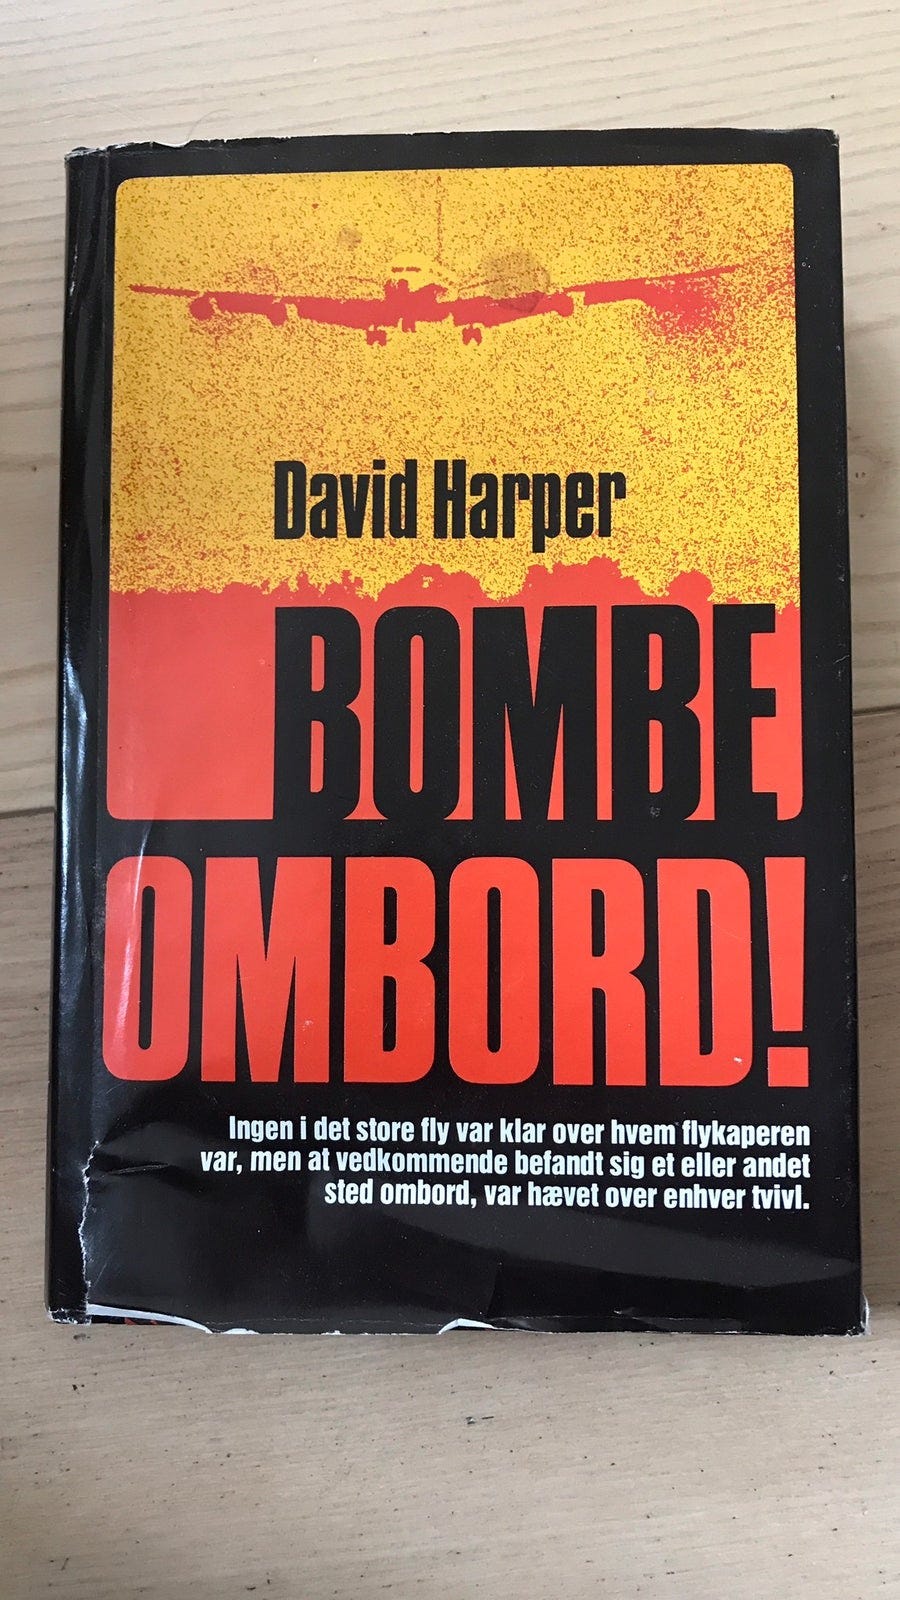 David Harper
BOMBE
OMBORD!
Ingen i det store fly var klar over hvem flykaperen
var, men at vedkommende befandt sig et eller andet
sted ombord, var hævet over enhver tvivl.